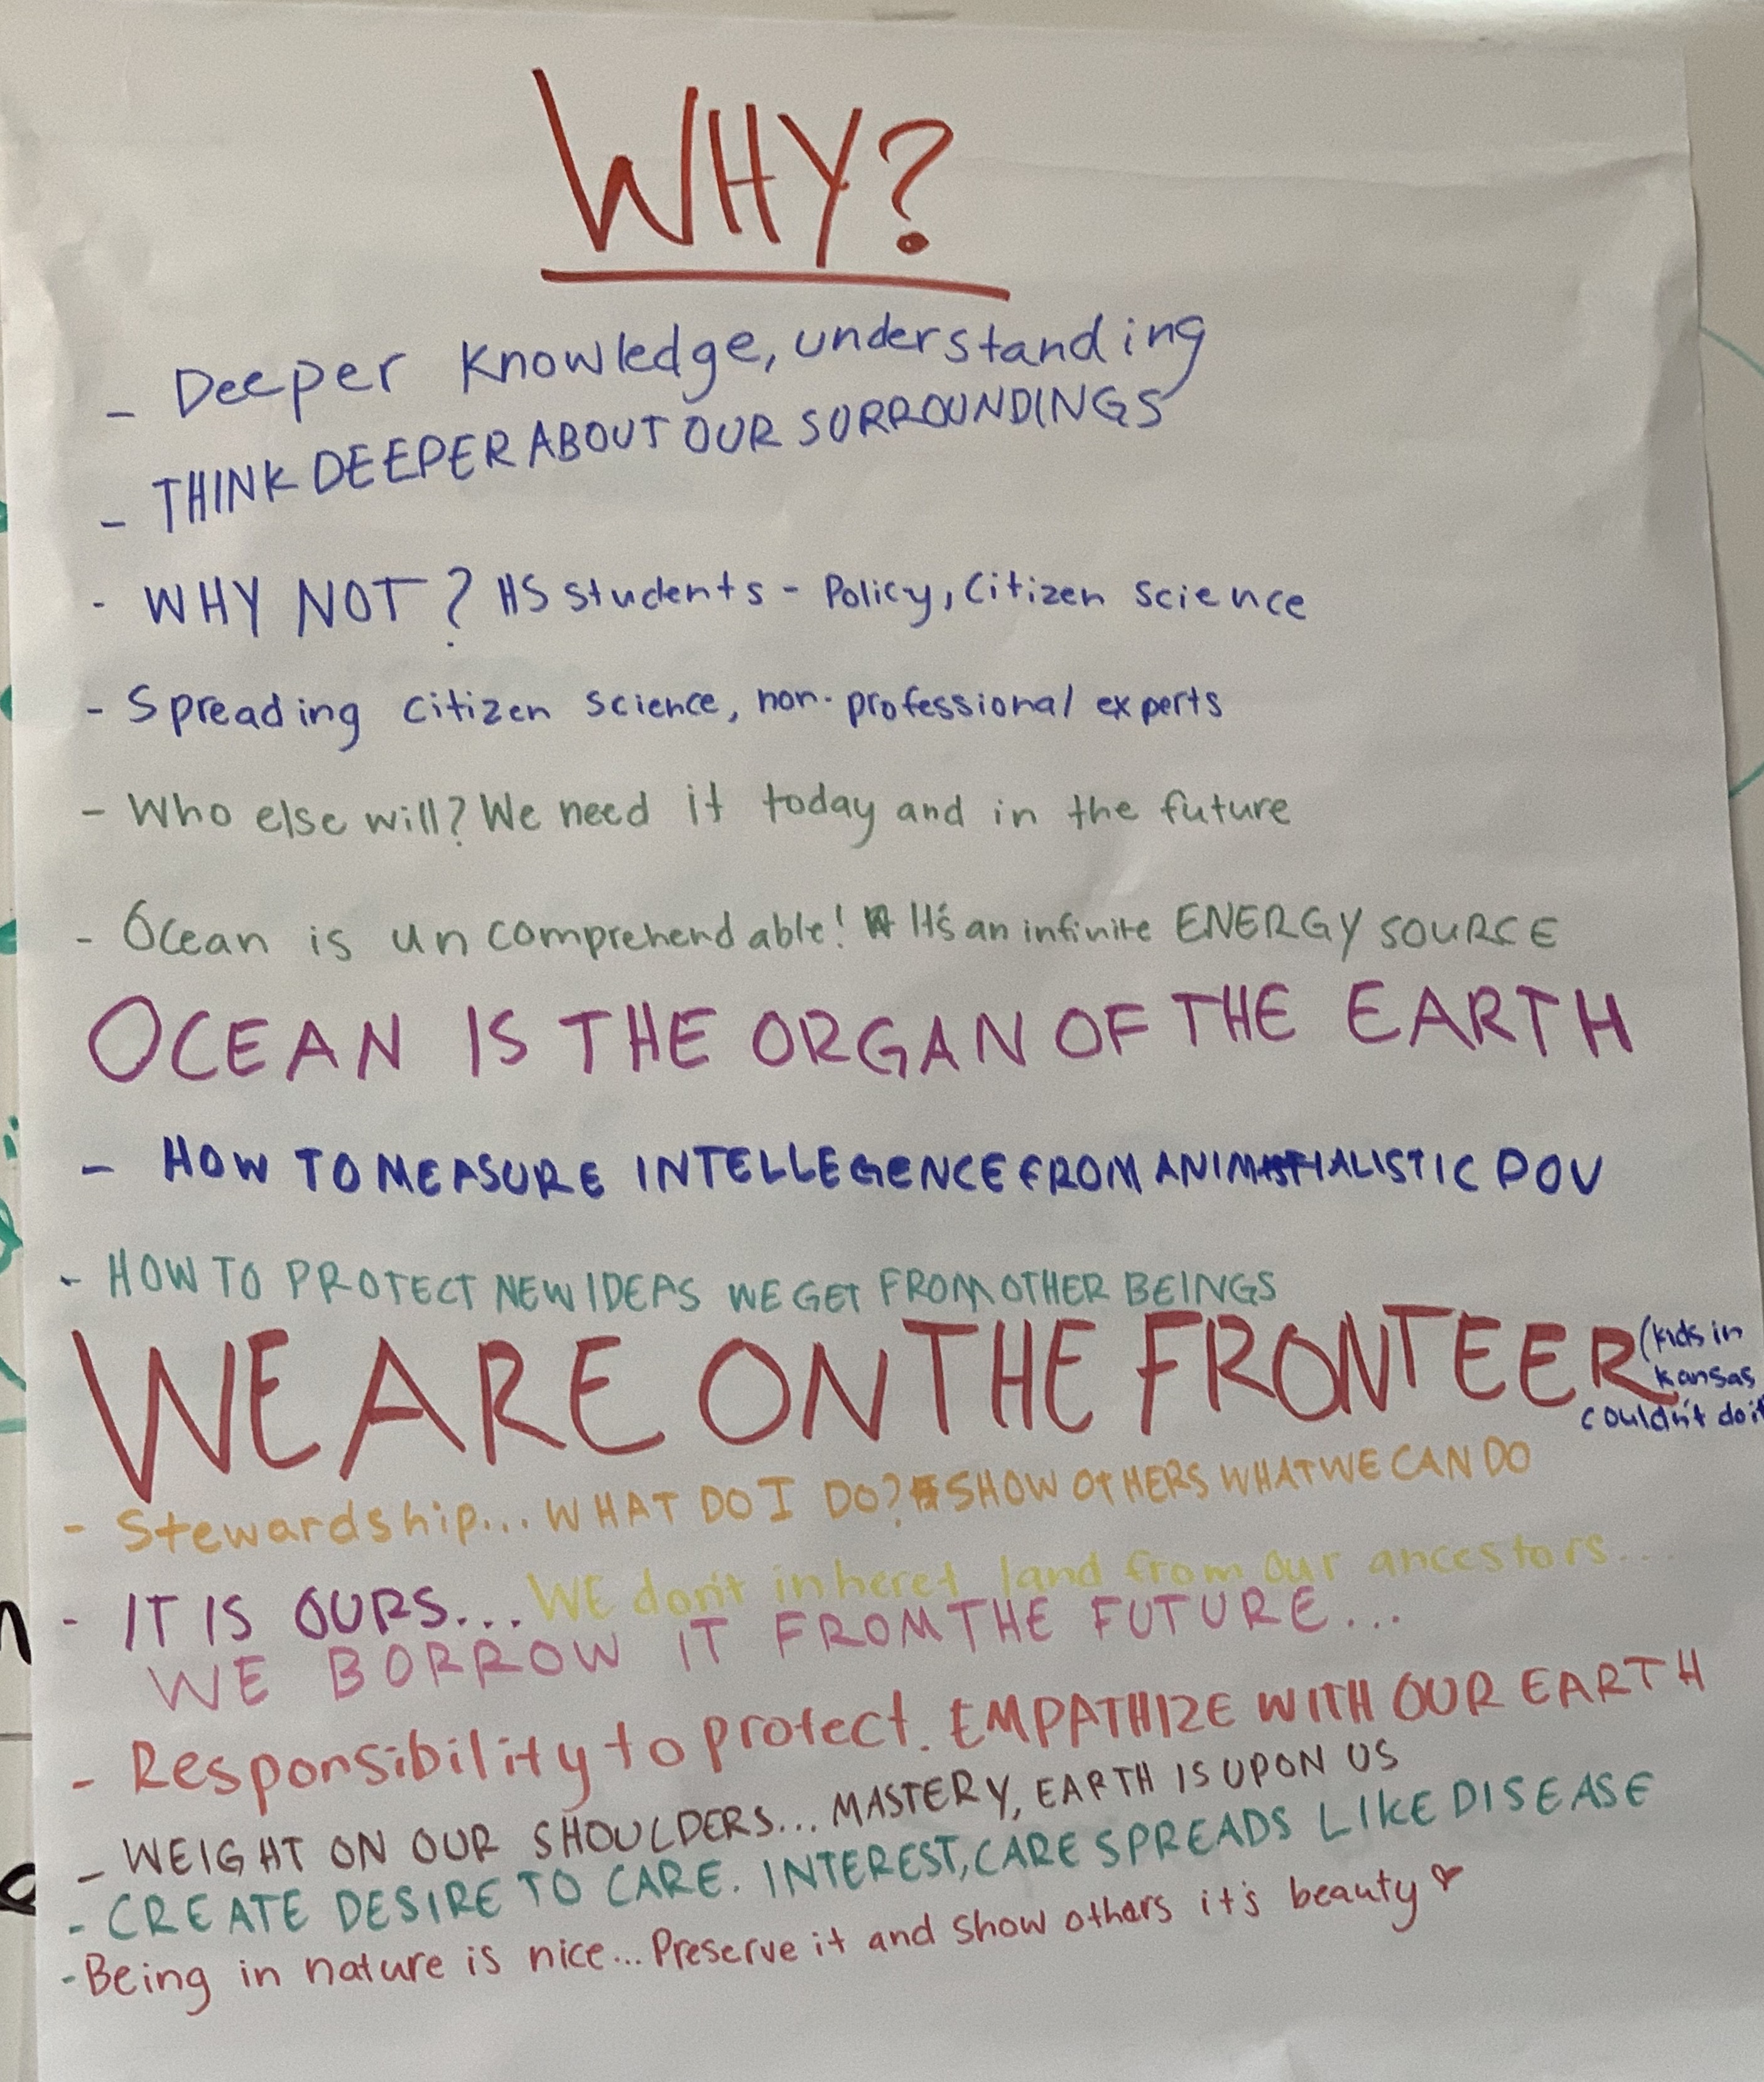 WHY?
- Deeper Knowledge, understanding
- THINK DEEPER ABOUT OUR SURROUNDINGS
- WHY NOT? HS students - Policy, Citizen science
- Spreading citizen science, non-professional experts
- Who else will? We need it today and in the future
- Ocean is uncomprehendable! It's an infinite ENERGY SOURCE
OCEAN IS THE ORGAN OF THE EARTH
- HOW TO MEASURE INTELLEGENCE FROM ANIMALISTIC POV
- HOW TO PROTECT NEW IDEAS WE GET FROM OTHER BEINGS
WE ARE ON THE FRONTEER (kids in
kansas
couldn't do it
- Stewardship... WHAT DO I DO? SHOW OTHERS WHAT WE CAN DO
- IT IS OURS... WE don't inheret land from our ancestors...
WE BORROW IT FROM THE FUTURE...
- Responsibility to protect. EMPATHIZE WITH OUR EARTH
- WEIGHT ON OUR SHOULDERS... MASTERY, EARTH IS UPON US
- CREATE DESIRE TO CARE. INTEREST, CARE SPREADS LIKE DISEASE
- Being in nature is nice... Preserve it and show others it's beauty